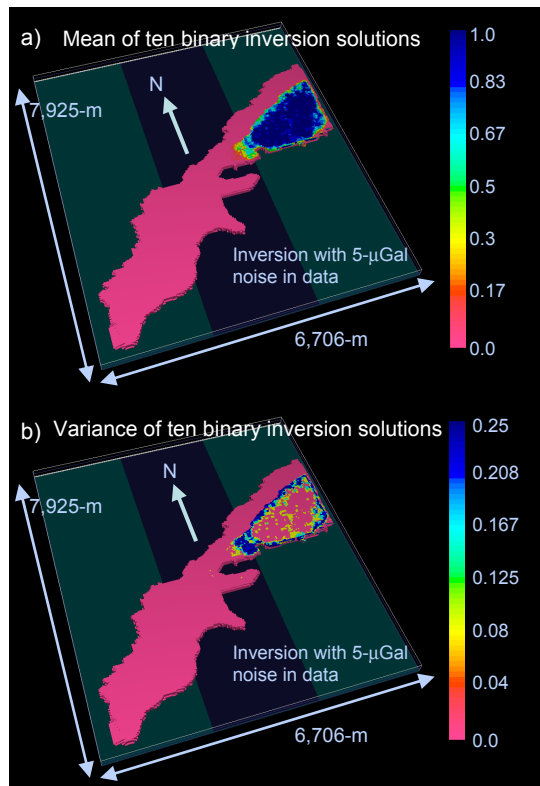 a) Mean of ten binary inversion solutions
1.0
0.83
0.67
0.5
0.3
0.17
0.0
7,925-m
N
Inversion with 5-μGal
noise in data
6,706-m
b) Variance of ten binary inversion solutions
0.25
0.208
0.167
0.125
0.08
0.04
0.0
7,925-m
N
Inversion with 5-μGal
noise in data
6,706-m